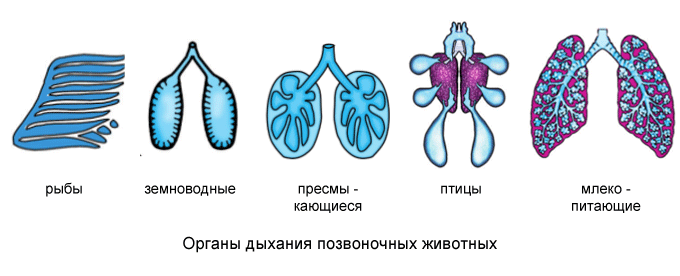 рыбы
земноводные
пресмы -
кающиеся
птицы
млеко -
питающие
Органы дыхания позвоночных животных